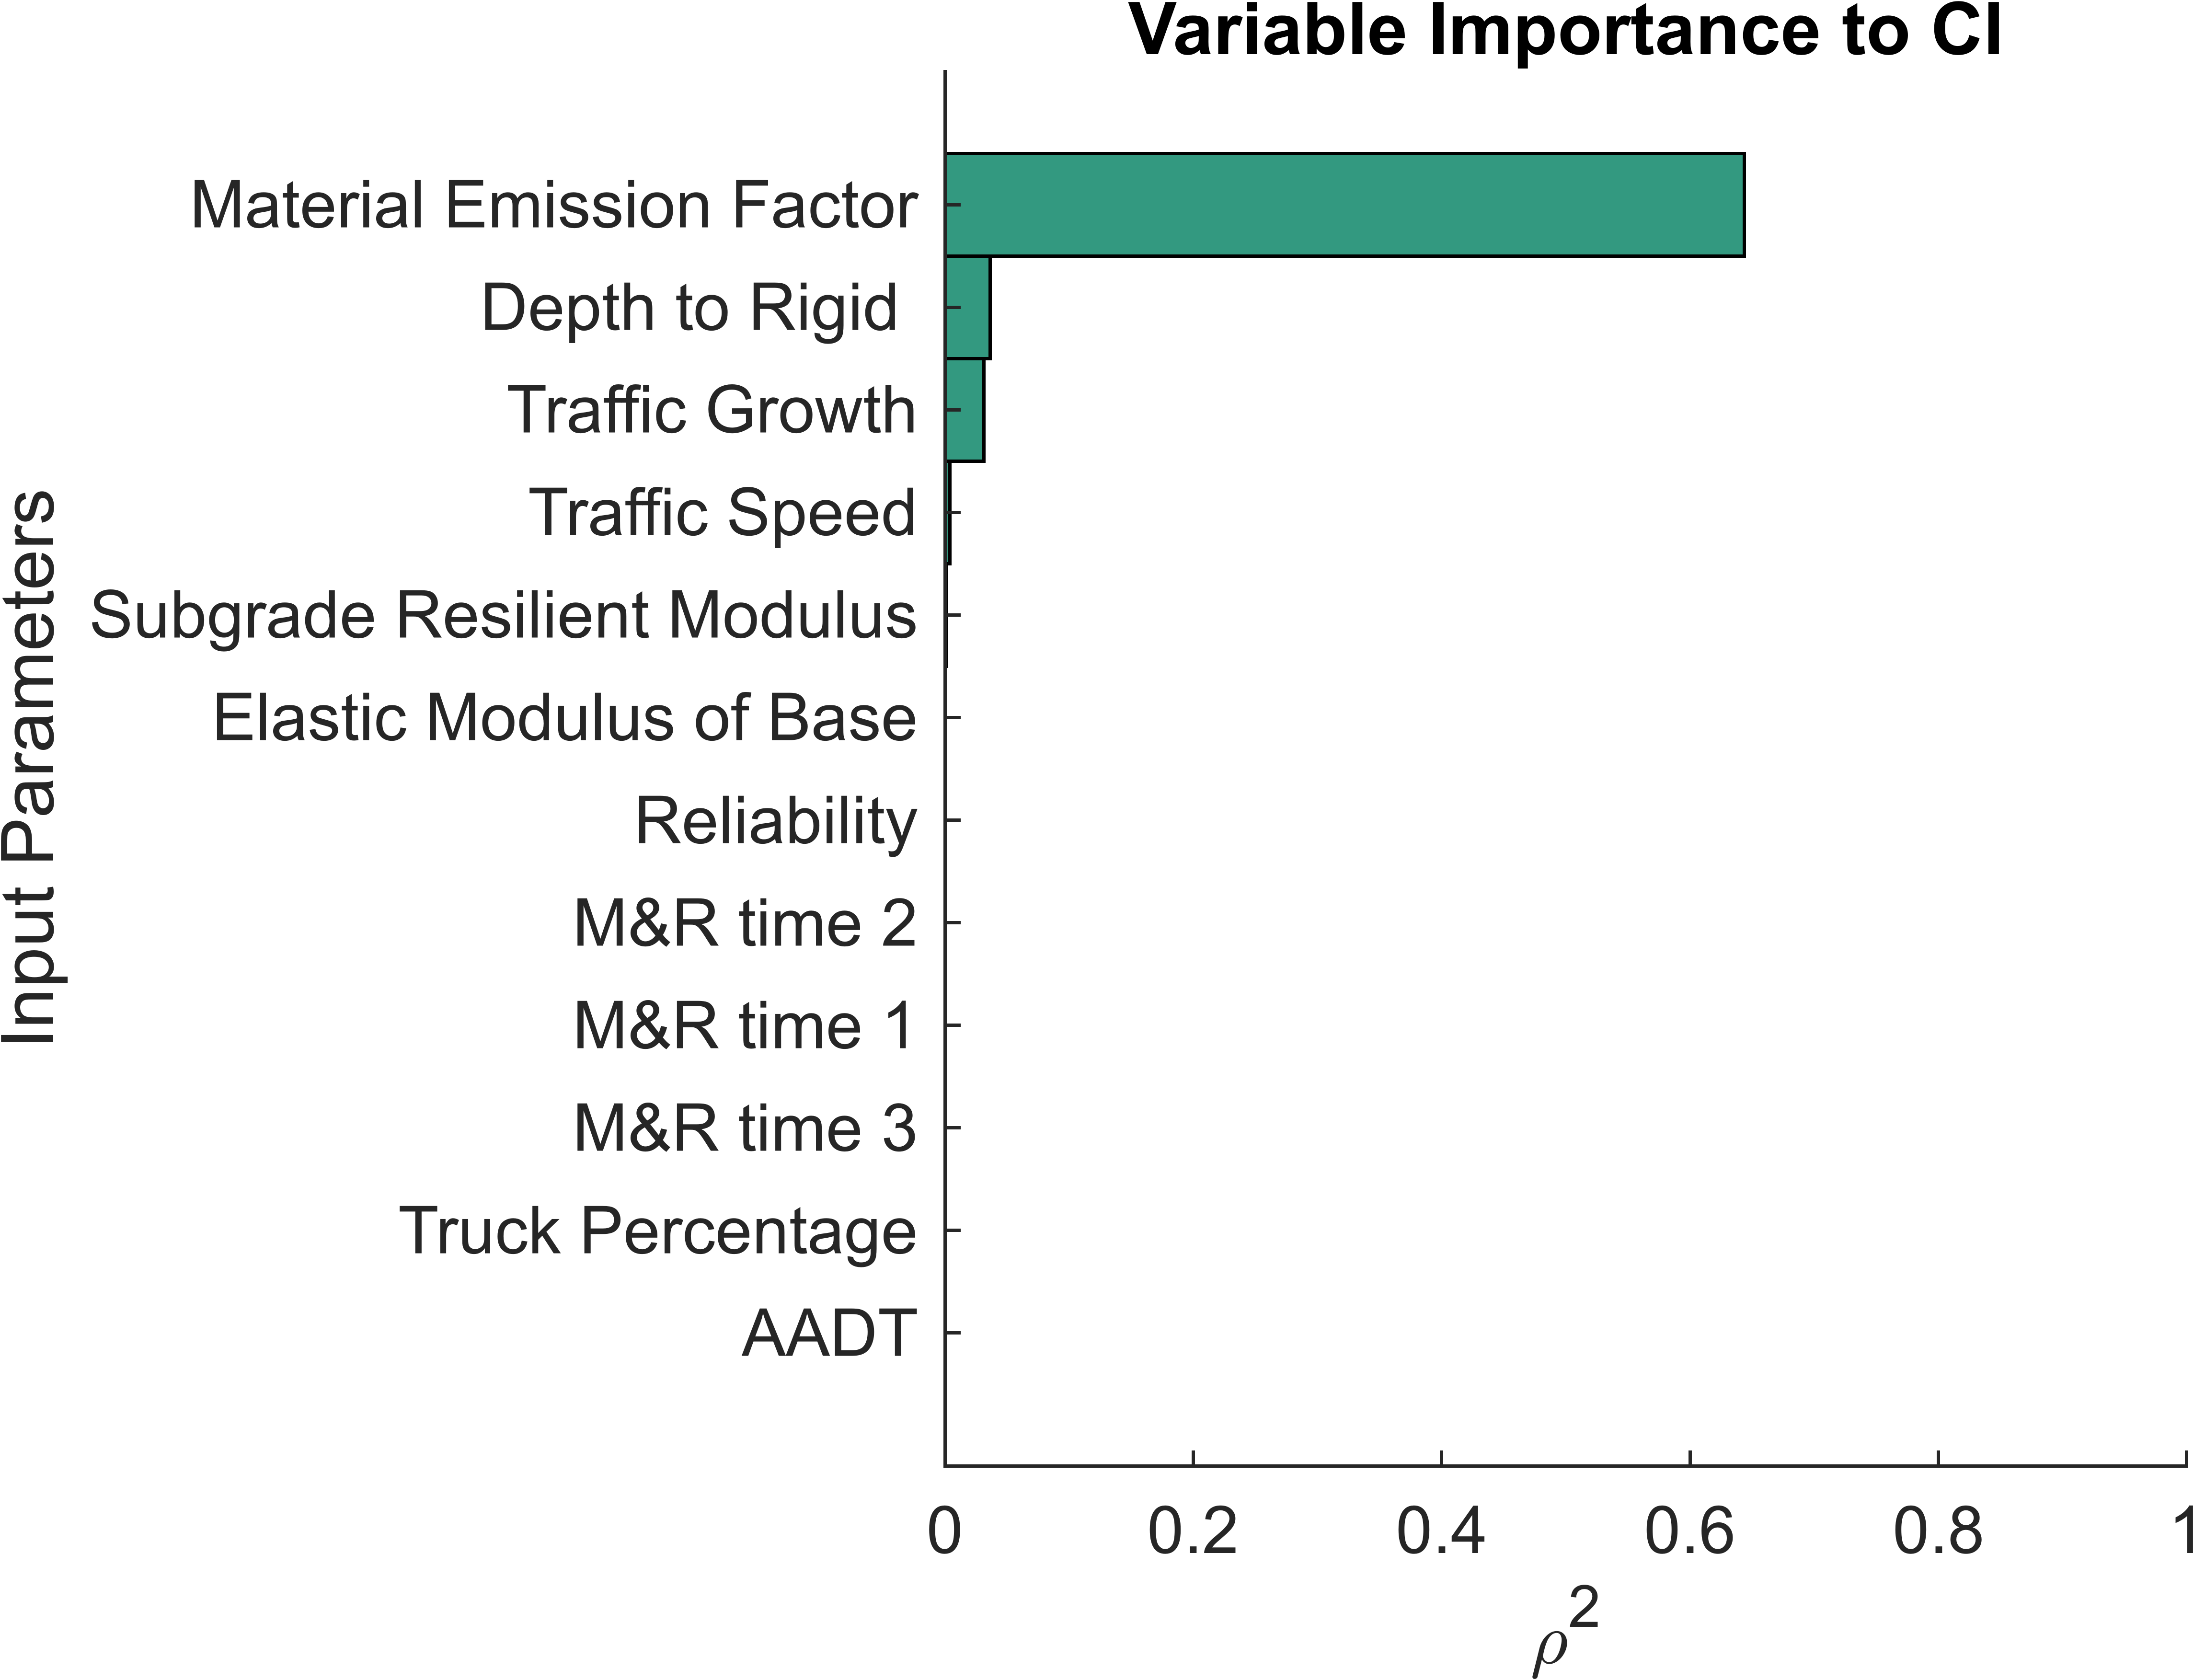 Variable Importance to CI
Input Parameters
Material Emission Factor
Depth to Rigid
Traffic Growth
Traffic Speed
Subgrade Resilient Modulus
Elastic Modulus of Base
Reliability
M&R time 2
M&R time 1
M&R time 3
Truck Percentage
AADT
0 0.2 0.4 0.6 0.8 1
ρ²